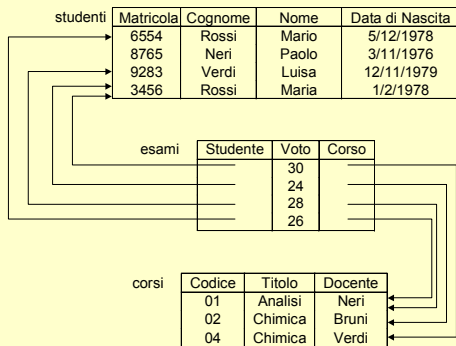 studenti Matricola Cognome Nome Data di Nascita
6554 Rossi Mario 5/12/1978
8765 Neri Paolo 3/11/1976
9283 Verdi Luisa 12/11/1979
3456 Rossi Maria 1/2/1978
esami Studente Voto Corso
30
24
28
26
corsi Codice Titolo Docente
01 Analisi Neri
02 Chimica Bruni
04 Chimica Verdi